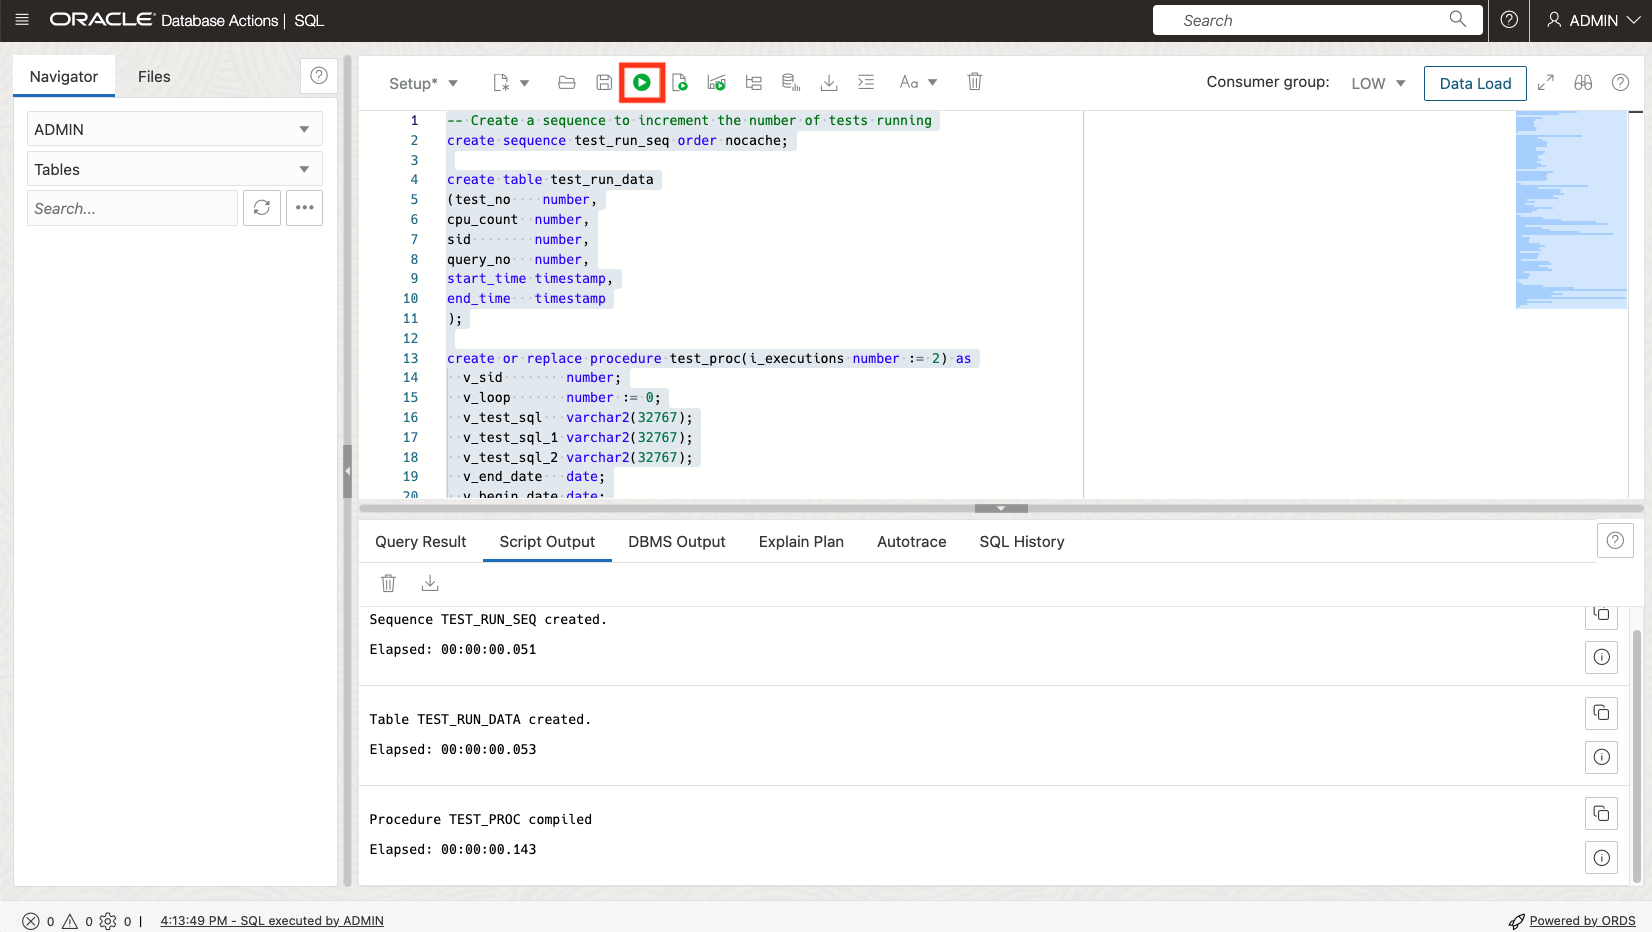 ORACLE Database Actions | SQL
Search
ADMIN
Navigator
Files
ADMIN
Tables
Search...
Setup*
Aa
Consumer group:
LOW
Data Load
1 -- Create a sequence to increment the number of tests running
2 create sequence test_run_seq order nocache;
3
4 create table test_run_data
5 (test_no    number,
6 cpu_count  number,
7 sid        number,
8 query_no   number,
9 start_time timestamp,
10 end_time   timestamp
11 );
12
13 create or replace procedure test_proc(i_executions number := 2) as
14   v_sid        number;
15   v_loop       number := 0;
16   v_test_sql   varchar2(32767);
17   v_test_sql_1 varchar2(32767);
18   v_test_sql_2 varchar2(32767);
19   v_end_date   date;
20   v_begin_date date;
Query Result
Script Output
DBMS Output
Explain Plan
Autotrace
SQL History
Sequence TEST_RUN_SEQ created.
Elapsed: 00:00:00.051
Table TEST_RUN_DATA created.
Elapsed: 00:00:00.053
Procedure TEST_PROC compiled
Elapsed: 00:00:00.143
0 0 0 | 4:13:49 PM - SQL executed by ADMIN
Powered by ORDS